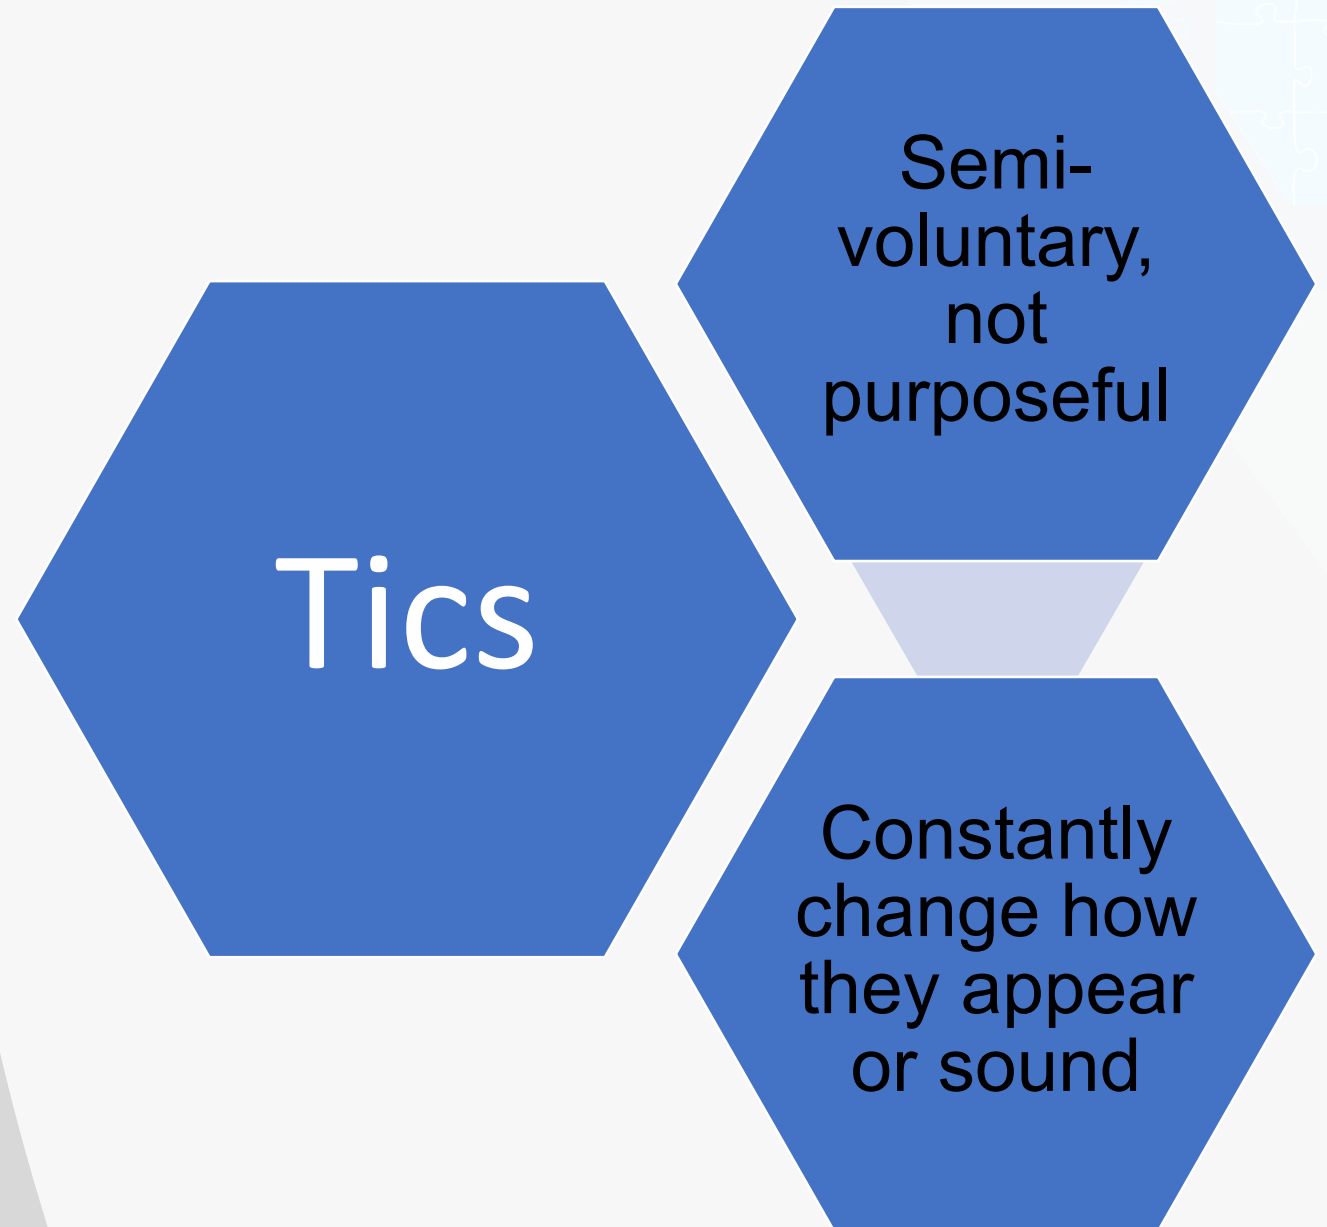 Tics
Semi-
voluntary,
not
purposeful
Constantly
change how
they appear
or sound